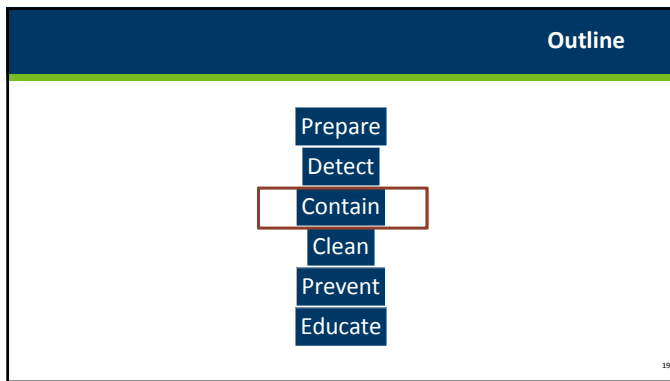 Outline
Prepare
Detect
Contain
Clean
Prevent
Educate
19